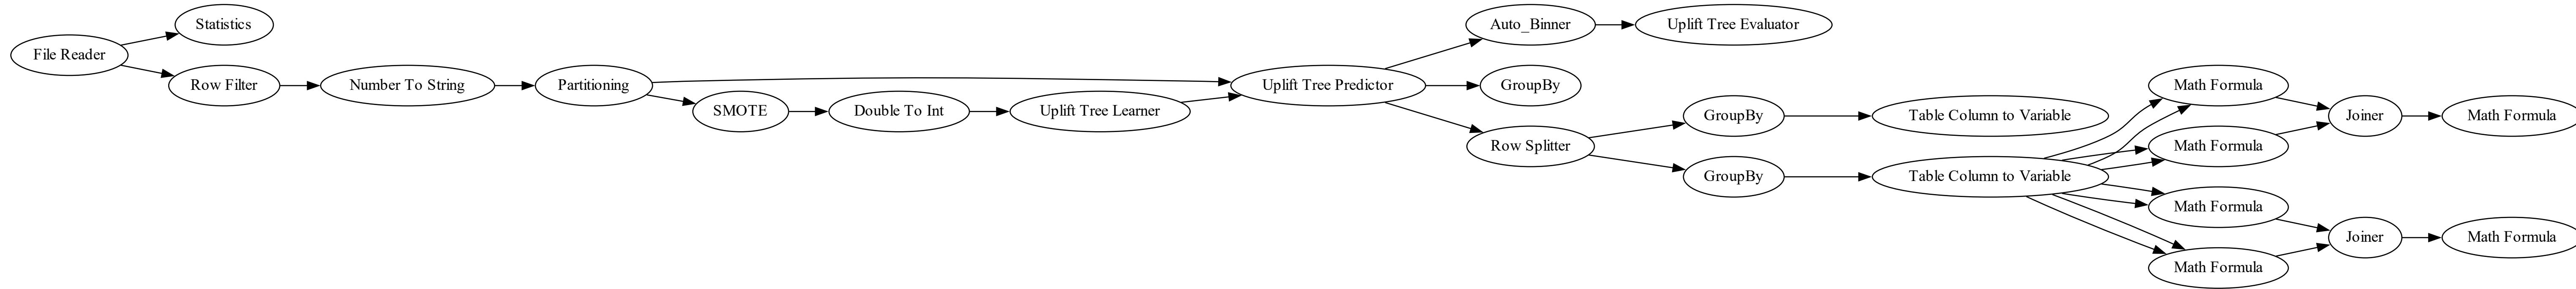 File Reader
Statistics
Row Filter
Number To String
Partitioning
SMOTE
Double To Int
Uplift Tree Learner
Uplift Tree Predictor
Auto_Binner
Uplift Tree Evaluator
GroupBy
Row Splitter
GroupBy
Table Column to Variable
GroupBy
Table Column to Variable
Math Formula
Math Formula
Joiner
Math Formula
Math Formula
Math Formula
Joiner
Math Formula